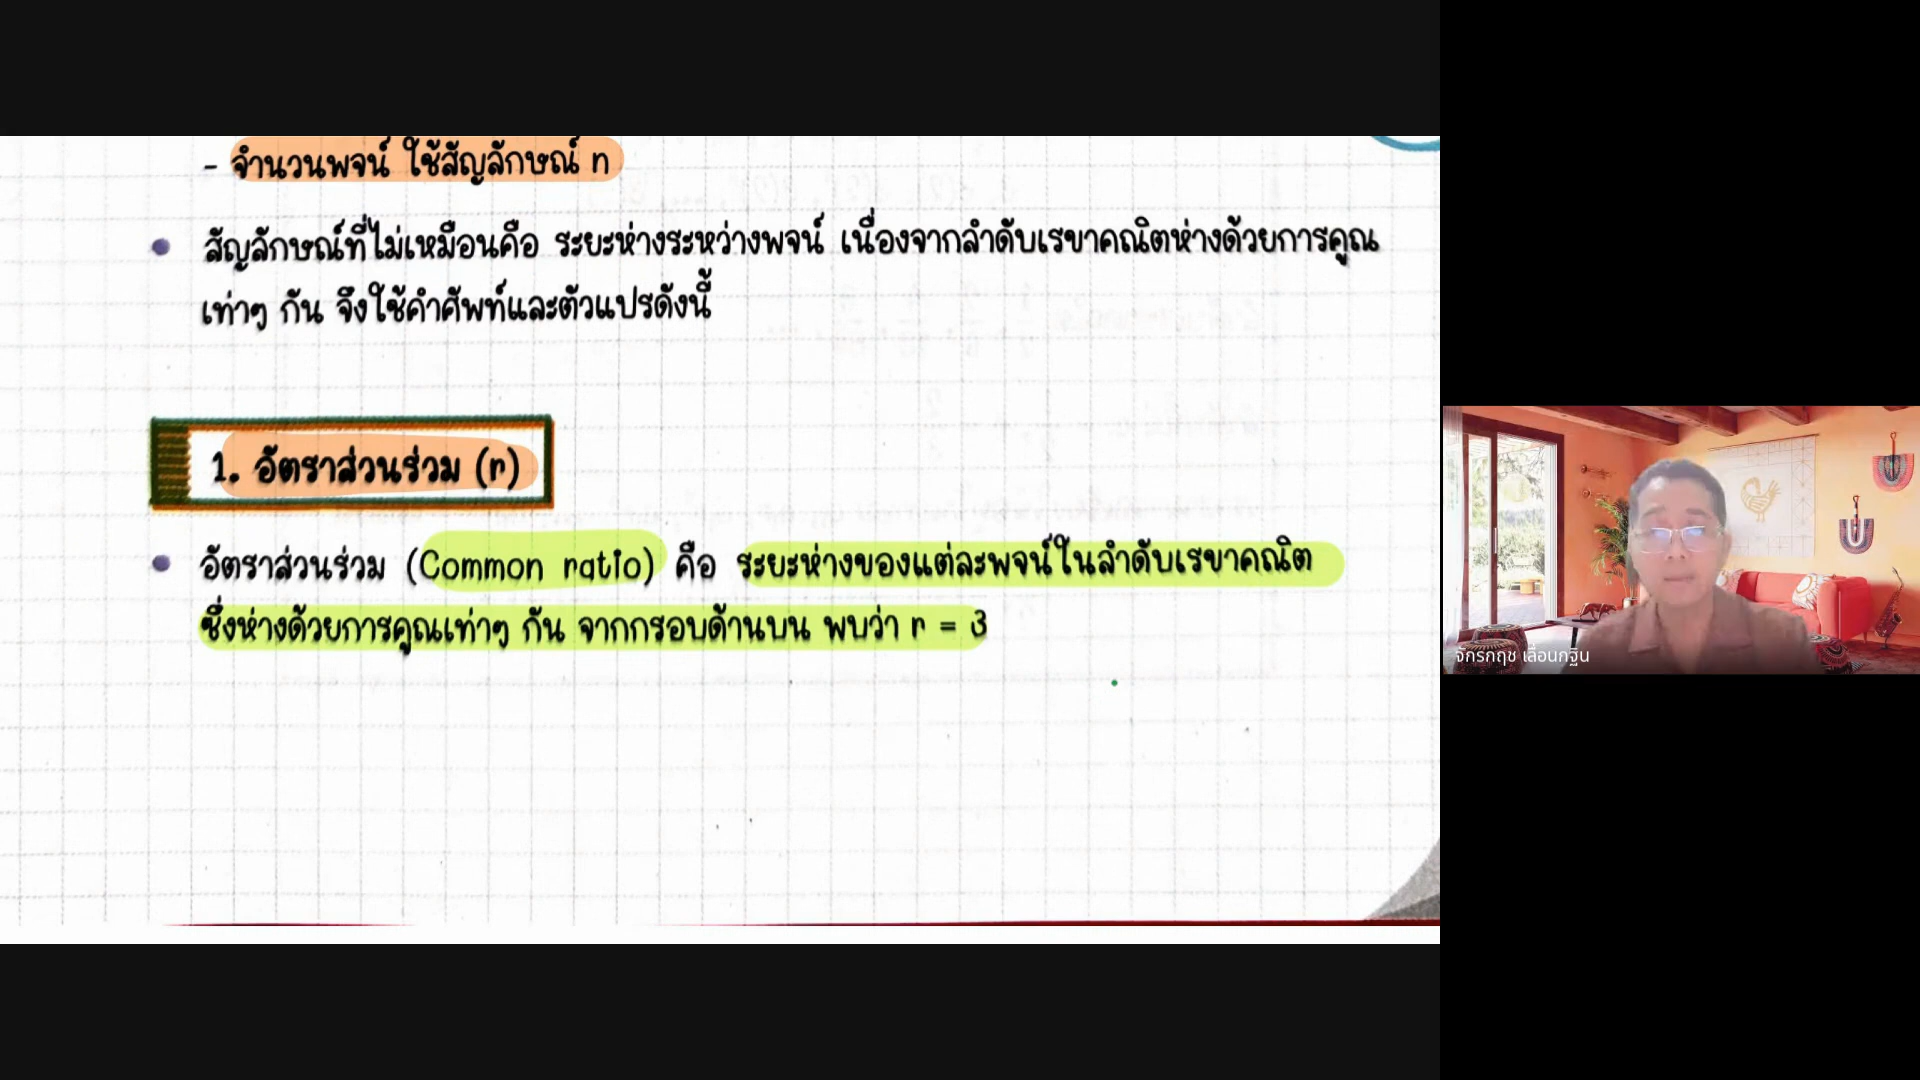 - จำนวนพจน์ ใช้สัญลักษณ์ n
สัญลักษณ์ที่ไม่เหมือนคือ ระยะห่างระหว่างพจน์ เนื่องจากลำดับเรขาคณิตห่างด้วยการคูณ
เท่าๆ กัน จึงใช้คำศัพท์และตัวแปรดังนี้
1. อัตราส่วนร่วม (r)
อัตราส่วนร่วม (Common ratio) คือ ระยะห่างของแต่ละพจน์ในลำดับเรขาคณิต
ซึ่งห่างด้วยการคูณเท่าๆ กัน จากกรอบด้านบน พบว่า r = 3
จักรกฤช เลื่อนกฐิน